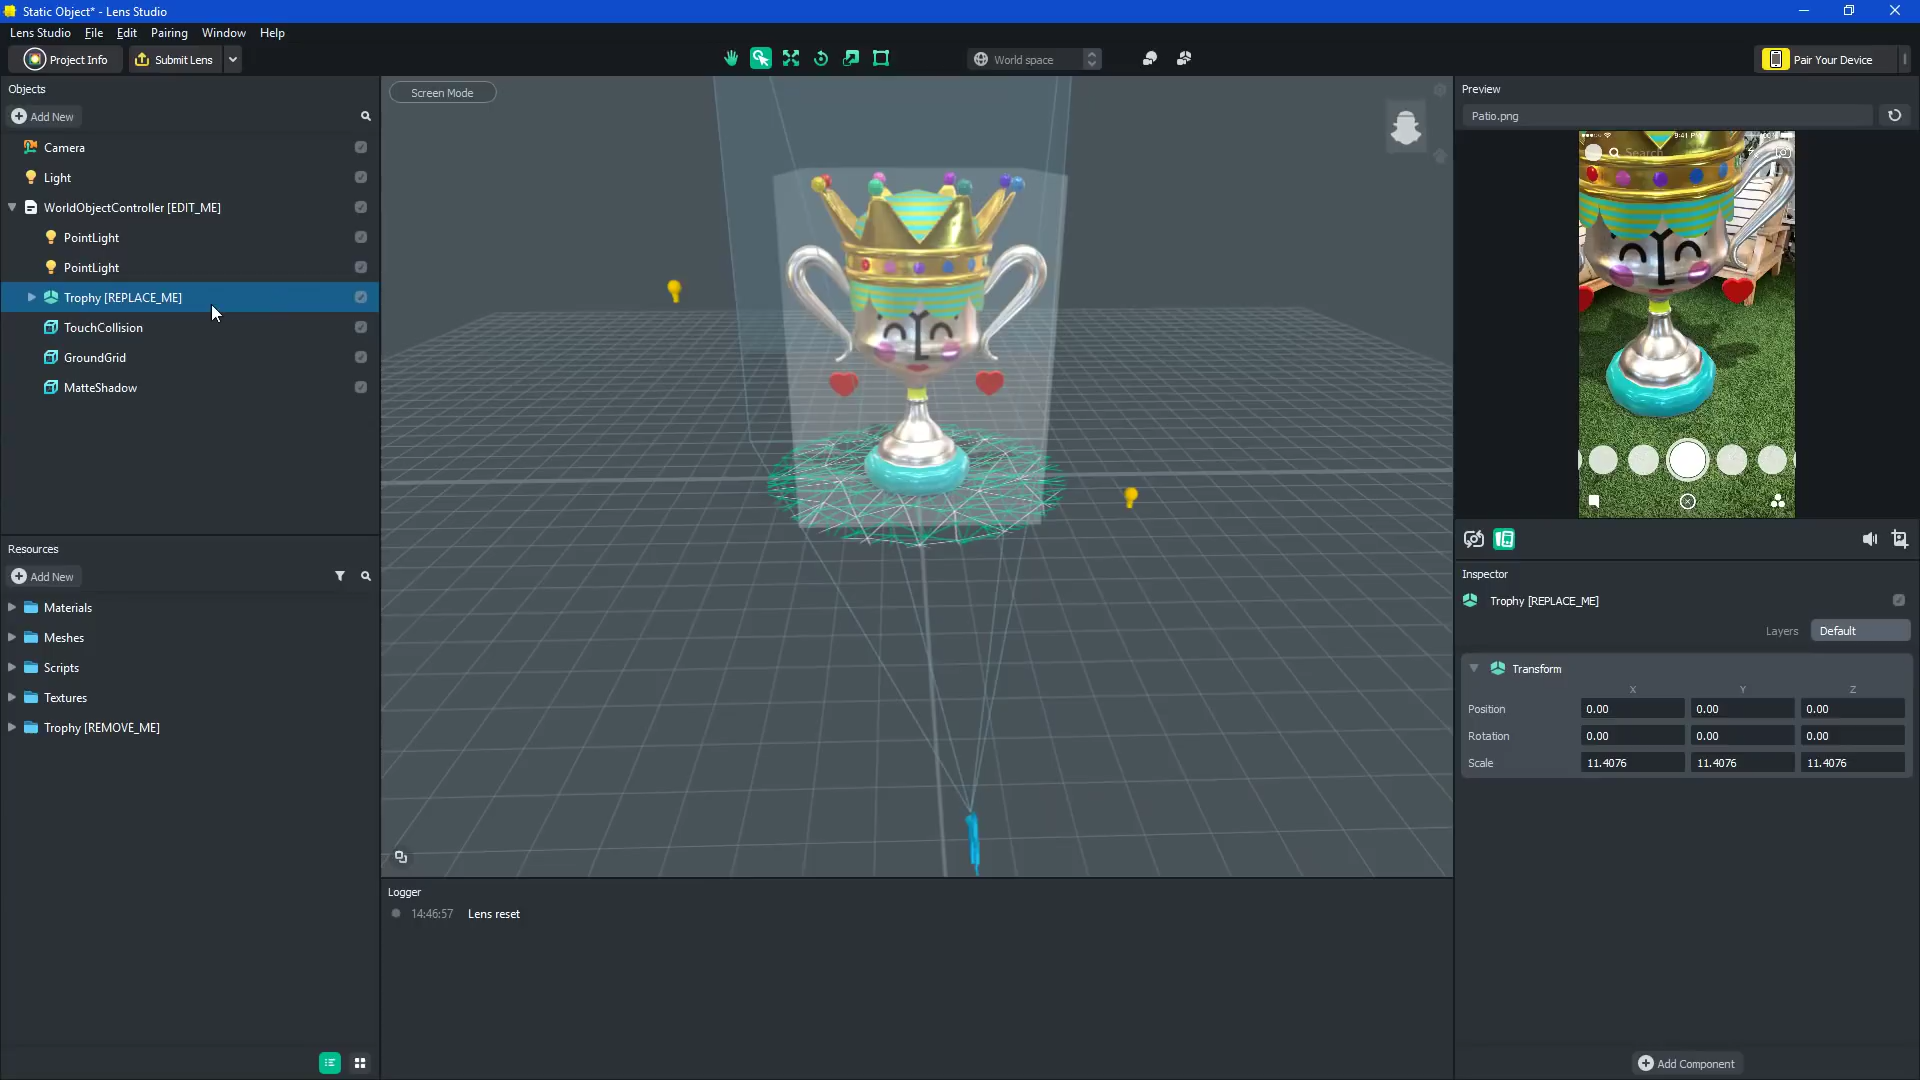 Static Object* - Lens Studio
Lens Studio File Edit Pairing Window Help
Project Info Submit Lens World space Pair Your Device
Objects
Add New
Camera
Light
WorldObjectController [EDIT_ME]
PointLight
PointLight
Trophy [REPLACE_ME]
TouchCollision
GroundGrid
MatteShadow
Resources
Add New
Materials
Meshes
Scripts
Textures
Trophy [REMOVE_ME]
Screen Mode
Logger
14:46:57 Lens reset
Preview
Patio.png
9:41 
Search
Inspector
Trophy [REPLACE_ME]
Layers Default
Transform
X Y Z
Position 0.00 0.00 0.00
Rotation 0.00 0.00 0.00
Scale 11.4076 11.4076 11.4076
Add Component